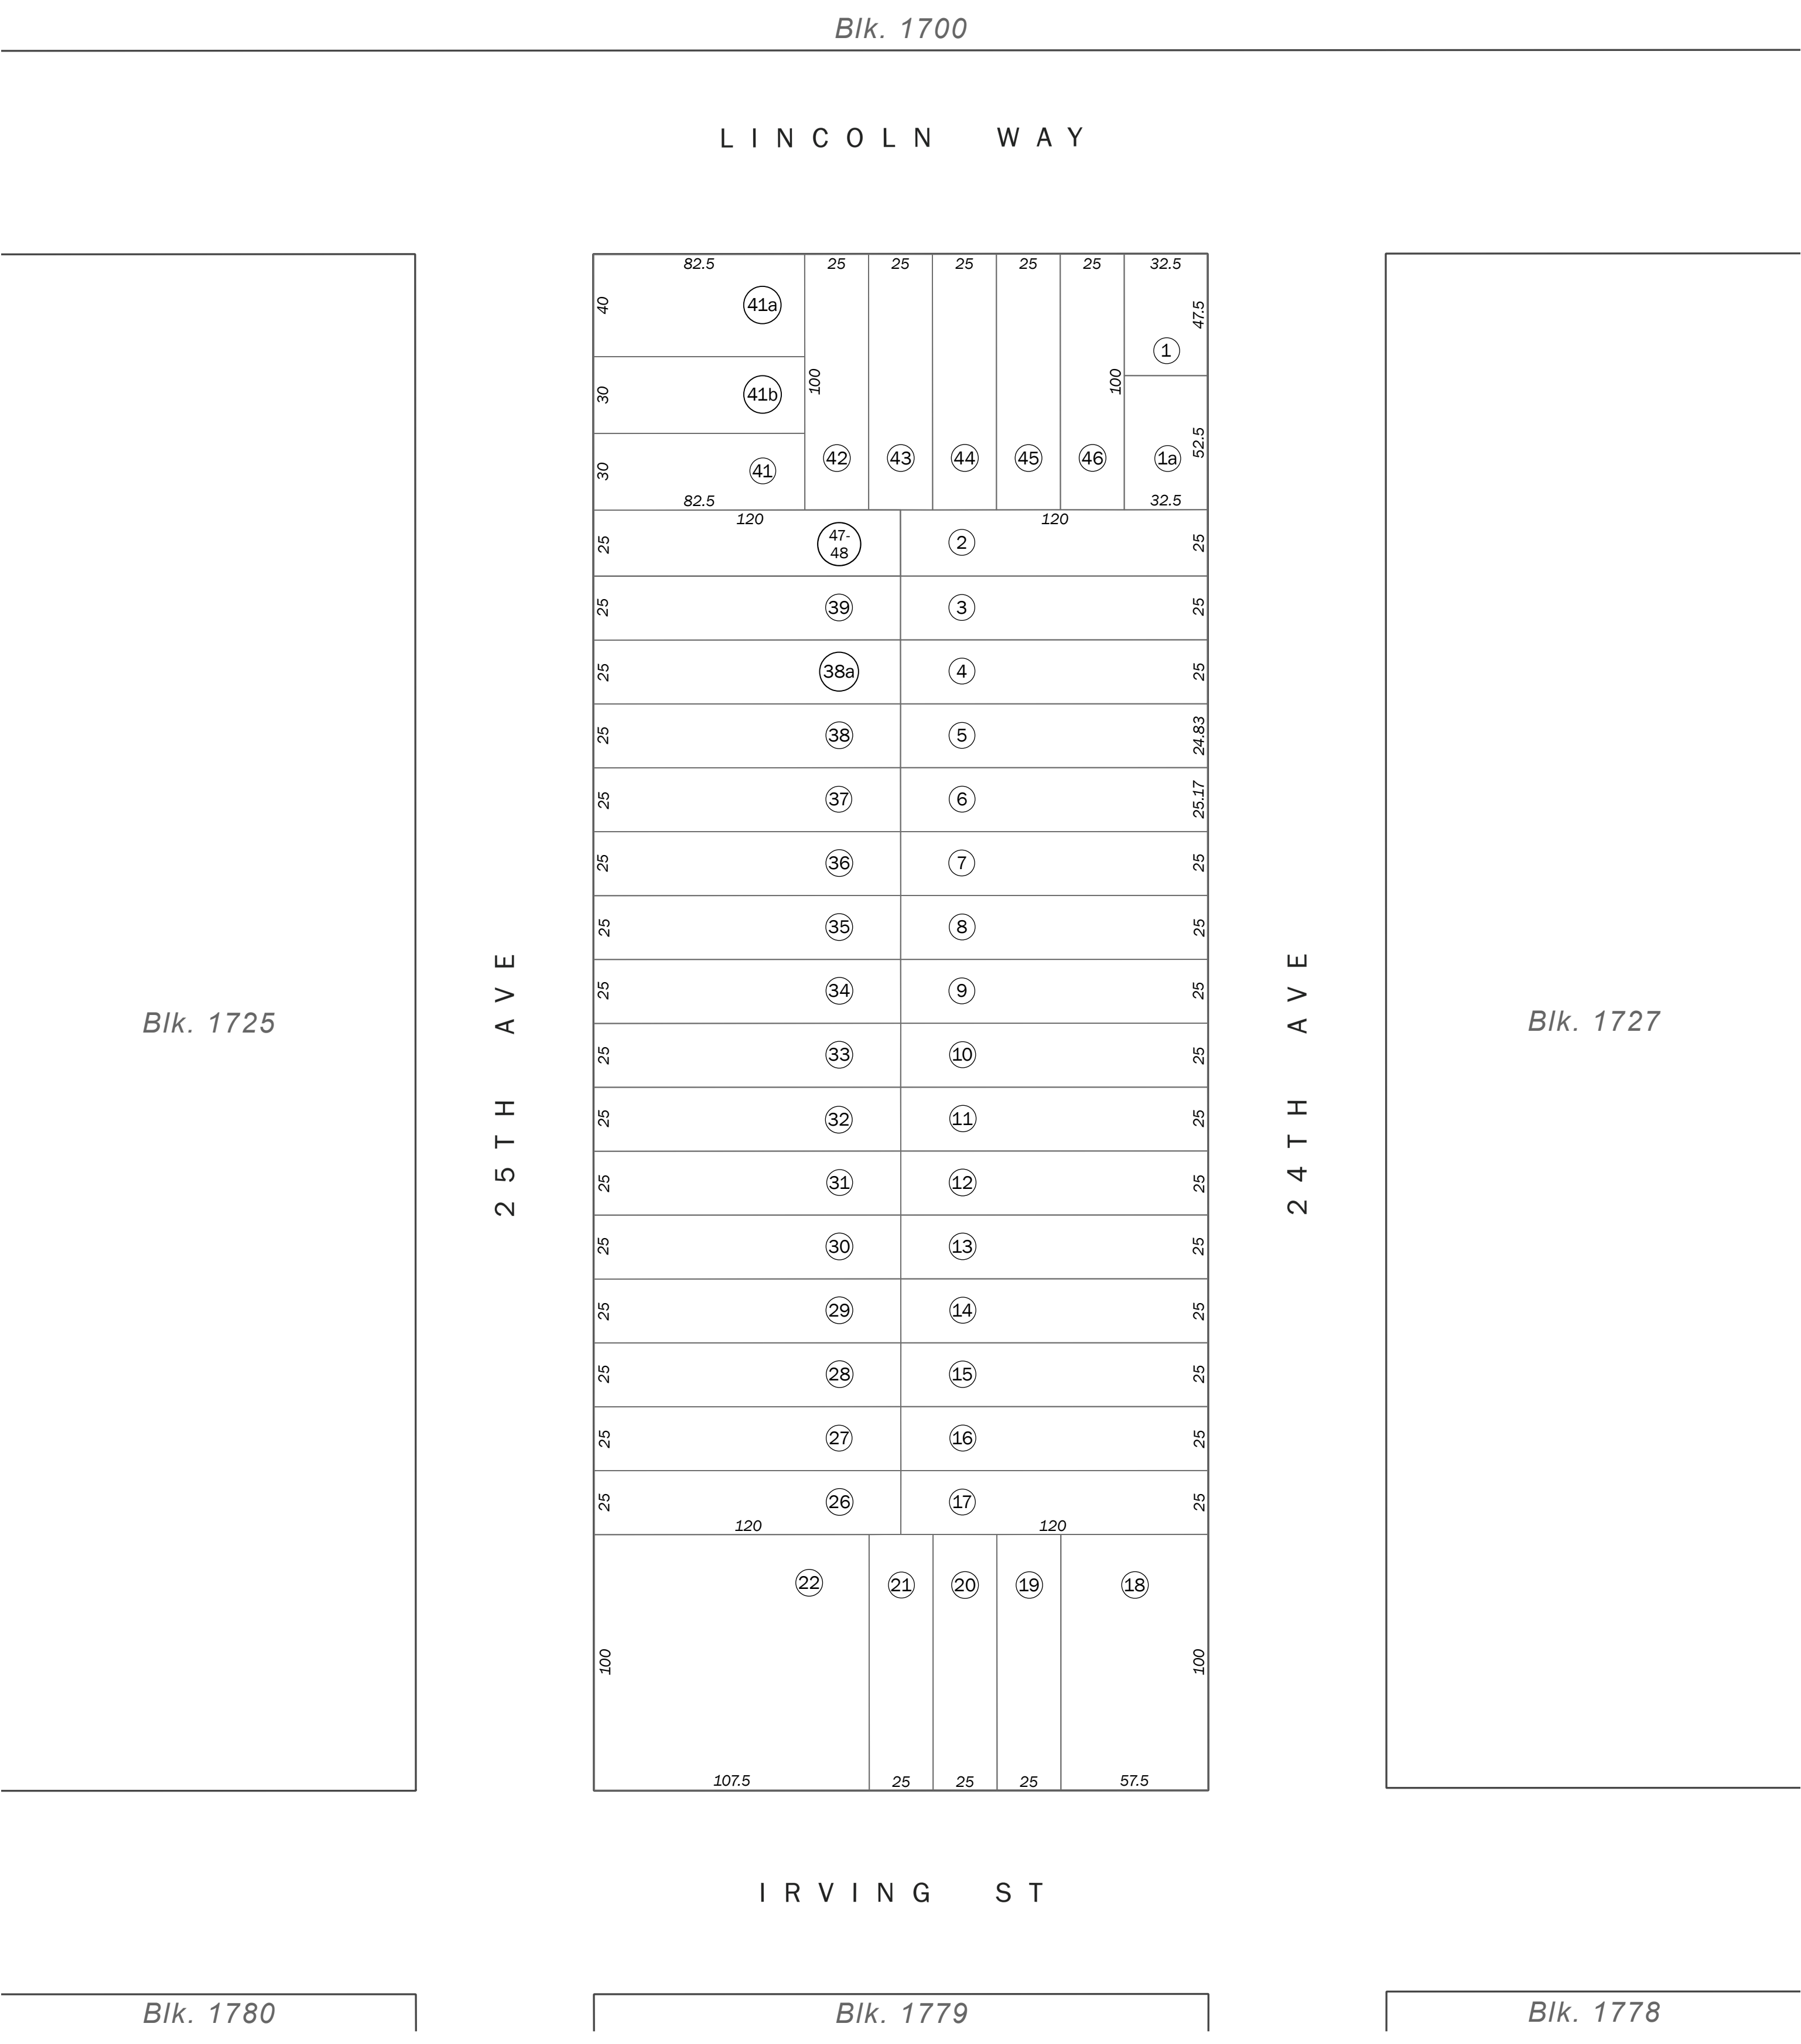 Blk. 1700
LINCOLN WAY
82.5 25 25 25 25 25 32.5
40 41a 47.5
1
30 41b 100 100
30 41 42 43 44 45 46 1a 52.5
82.5 32.5
120 120
25 47- 2 25
48
25 39 3 25
25 38a 4 25
25 38 5 24.83
25 37 6 25.17
25 36 7 25
25 35 8 25
25 34 9 25
Blk. 1725 25TH AVE 24TH AVE Blk. 1727
25 33 10 25
25 32 11 25
25 31 12 25
25 30 13 25
25 29 14 25
25 28 15 25
25 27 16 25
25 26 17 25
120 120
22 21 20 19 18
100 100
107.5 25 25 25 57.5
IRVING ST
Blk. 1780 Blk. 1779 Blk. 1778